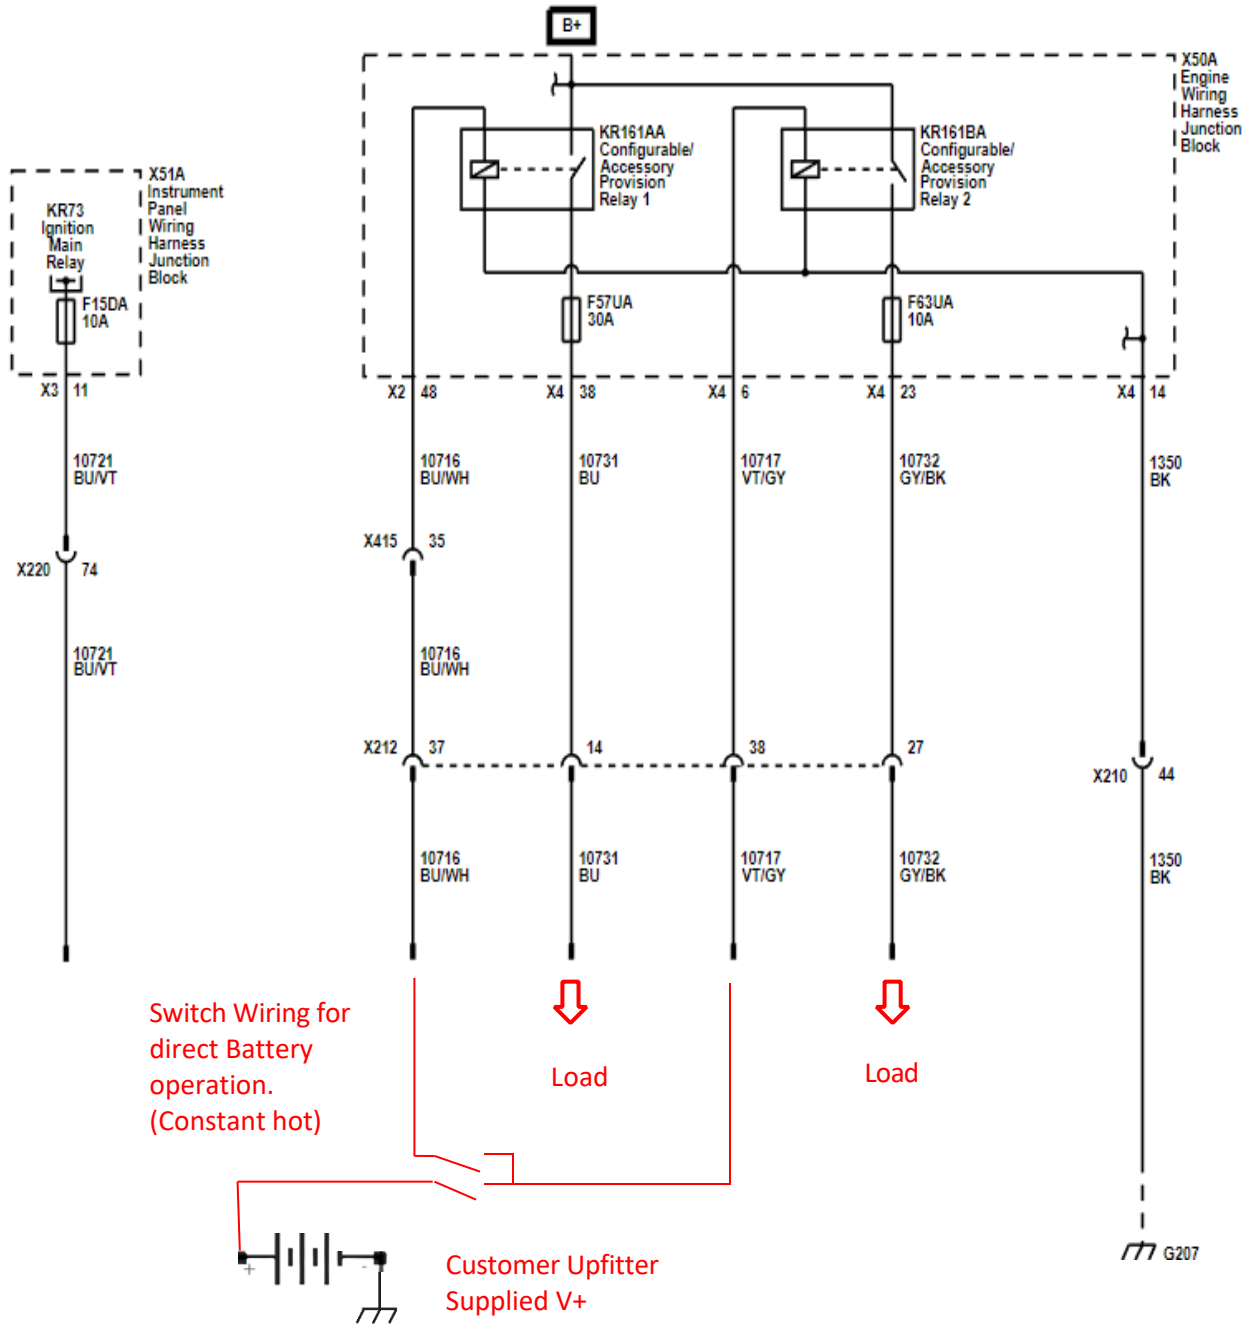 B+
X50A
Engine
Wiring
Harness
Junction
Block
KR161AA
Configurable/
Accessory
Provision
Relay 1
KR161BA
Configurable/
Accessory
Provision
Relay 2
X51A
Instrument
Panel
Wiring
Harness
Junction
Block
KR73
Ignition
Main
Relay
F15DA
10A
F57UA
30A
F63UA
10A
X3 11
X2 48
X4 38
X4 6
X4 23
X4 14
10721
BU/VT
10716
BU/WH
10731
BU
10717
VT/GY
10732
GY/BK
1350
BK
X415 35
X220 74
10721
BU/VT
10716
BU/WH
X212 37
14
38
27
X210 44
10716
BU/WH
10731
BU
10717
VT/GY
10732
GY/BK
1350
BK
Switch Wiring for
direct Battery
operation.
(Constant hot)
Load
Load
G207
+ -
Customer Upfitter
Supplied V+